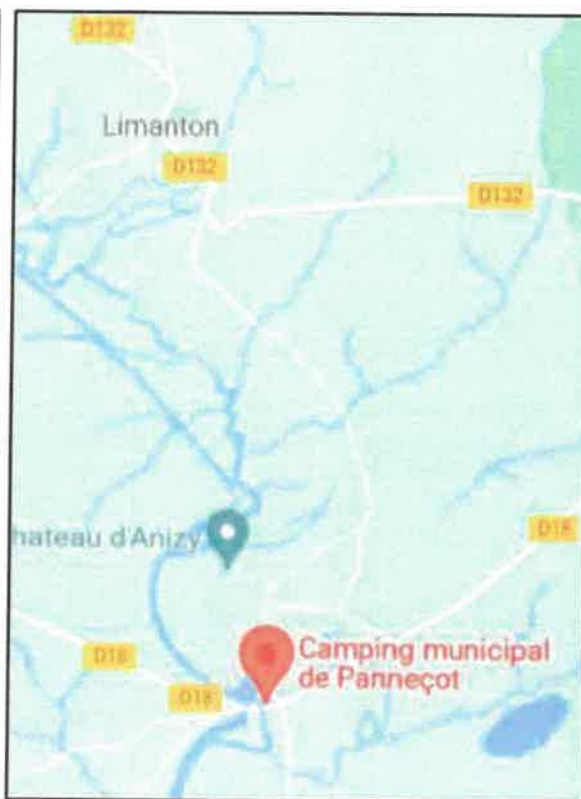 D132
Limanton
D132
D132
hateau d'Anizy
D18
Camping municipal
de Panneçot
D18
D18